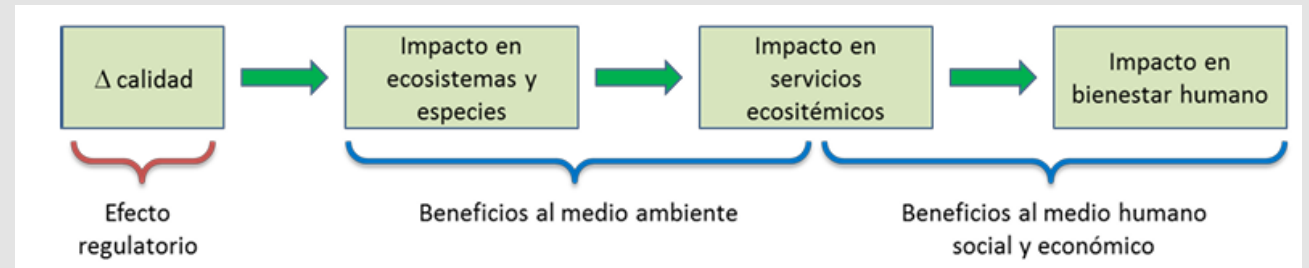 Δ calidad
Impacto en
ecosistemas y
especies
Impacto en
servicios
ecositémicos
Impacto en
bienestar humano
Efecto
regulatorio
Beneficios al medio ambiente
Beneficios al medio humano
social y económico